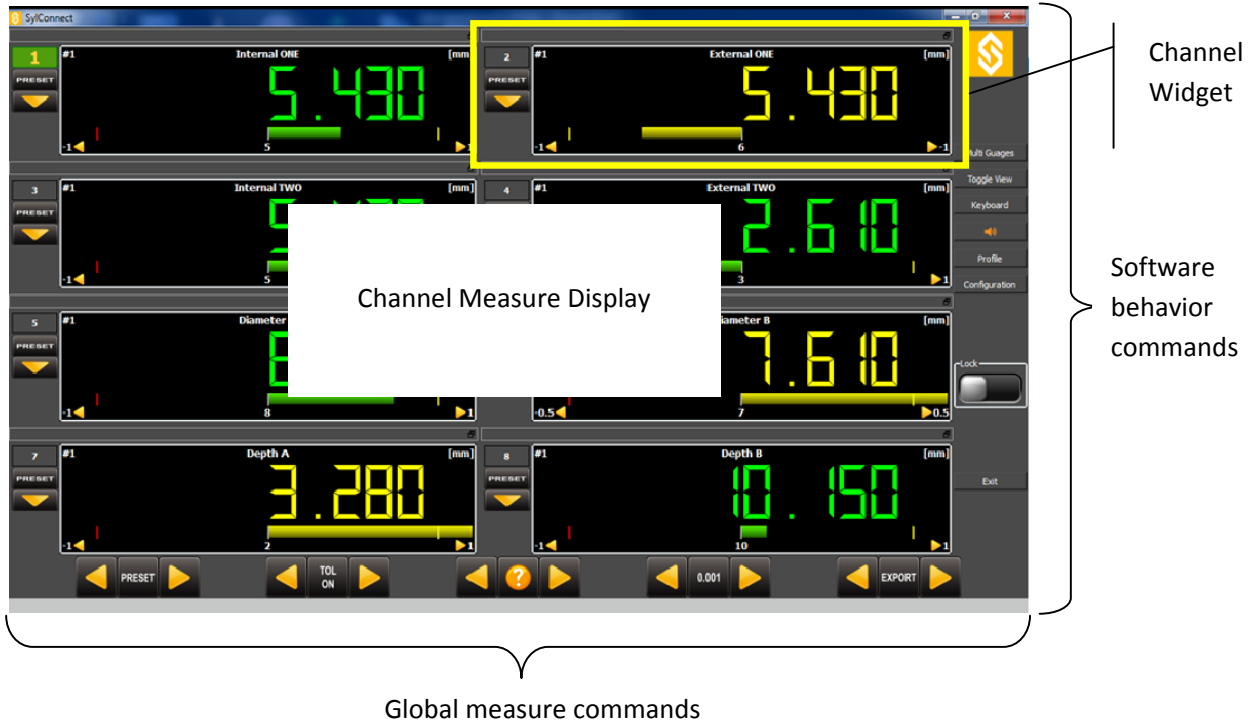 SylConnect
1
#1 Internal ONE [mm]
PRESET
5.430
-1 5 1
2
#1 External ONE [mm]
PRESET
5.430
-1 6 -1
Channel
Widget
3
#1 Internal TWO [mm]
PRESET
-1 5
4
#1 External TWO [mm]
2.610
3 1
Channel Measure Display
5
#1 Diameter
PRESET
-1 8 1
Diameter B [mm]
7.610
-0.5 7 0.5
7
#1 Depth A [mm]
PRESET
3.280
-1 2 1
8
#1 Depth B [mm]
PRESET
10.150
-1 10 1
Multi Guages
Toggle View
Keyboard
Profile
Configuration
Lock
Exit
Software
behavior
commands
PRESET
TOL
ON
?
0.001
EXPORT
Global measure commands